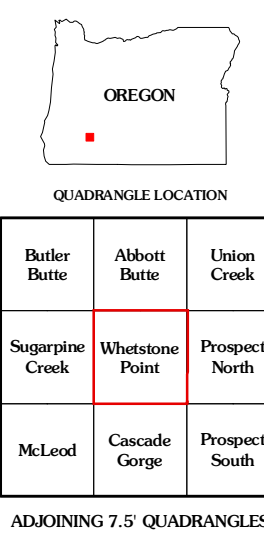 OREGON
QUADRANGLE LOCATION
Butler
Butte
Abbott
Butte
Union
Creek
Sugarpine
Creek
Whetstone
Point
Prospect
North
McLeod
Cascade
Gorge
Prospect
South
ADJOINING 7.5' QUADRANGLES